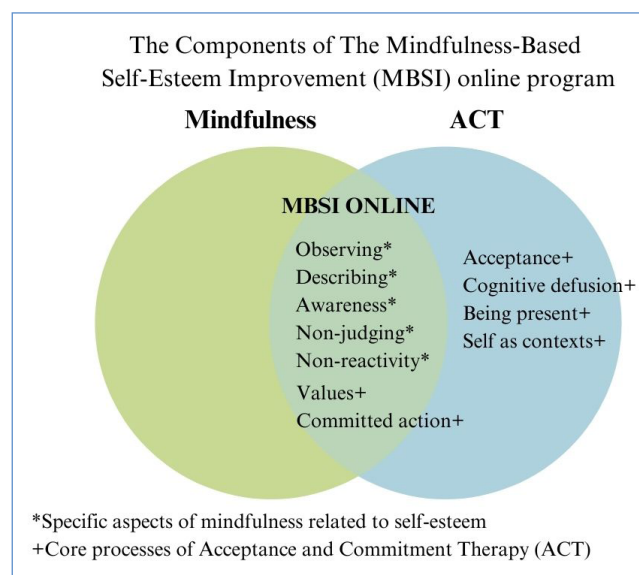 The Components of The Mindfulness-Based
Self-Esteem Improvement (MBSI) online program
Mindfulness
ACT
MBSI ONLINE
Observing*
Describing*
Awareness*
Non-judging*
Non-reactivity*
Values+
Committed action+
Acceptance+
Cognitive defusion+
Being present+
Self as contexts+
*Specific aspects of mindfulness related to self-esteem
+Core processes of Acceptance and Commitment Therapy (ACT)